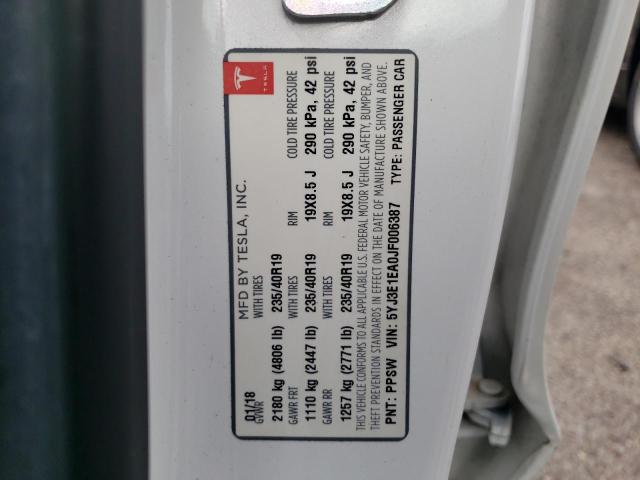 TESLA
MFD BY TESLA, INC.
01/18
GVWR WITH TIRES RIM COLD TIRE PRESSURE
2180 kg (4806 lb) 235/40R19 19X8.5 J 290 kPa, 42 psi
GAWR FRT
1110 kg (2447 lb) 235/40R19 RIM COLD TIRE PRESSURE
GAWR RR WITH TIRES
1257 kg (2771 lb) 235/40R19 19X8.5 J 290 kPa, 42 psi
THIS VEHICLE CONFORMS TO ALL APPLICABLE U.S. FEDERAL MOTOR VEHICLE SAFETY, BUMPER, AND
THEFT PREVENTION STANDARDS IN EFFECT ON THE DATE OF MANUFACTURE SHOWN ABOVE.
PNT: PPSW VIN: 5YJ3E1EA0JF006387 TYPE: PASSENGER CAR